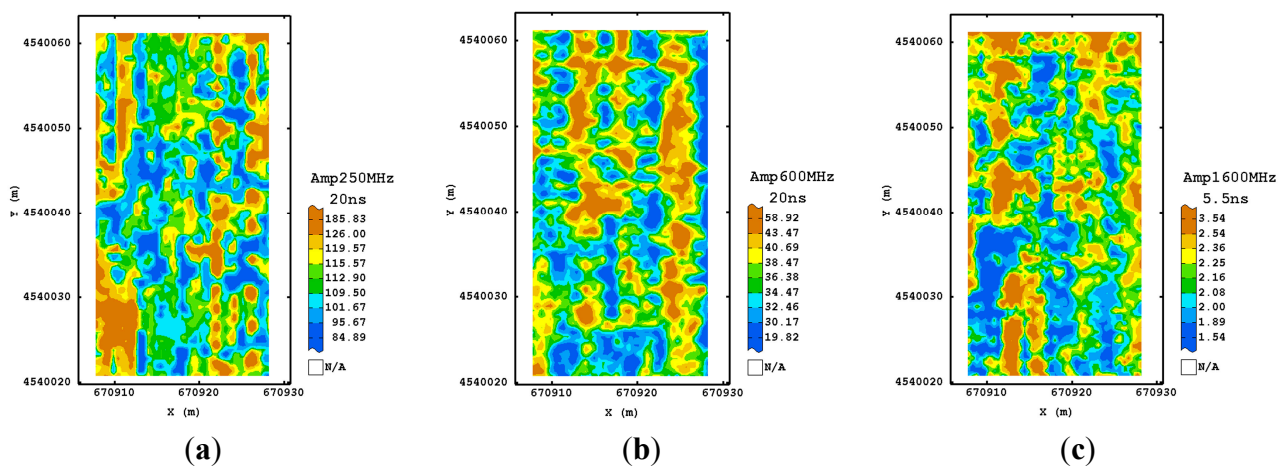 4540060
4540050
4540040
4540030
4540020
Y (m)
670910 670920 670930
X (m)
Amp250MHz
20ns
185.83
126.00
119.57
115.57
112.90
109.50
101.67
95.67
84.89
N/A
(a)
4540060
4540050
4540040
4540030
4540020
Y (m)
670910 670920 670930
X (m)
Amp600MHz
20ns
58.92
43.47
40.69
38.47
36.38
34.47
32.46
30.17
19.82
N/A
(b)
4540060
4540050
4540040
4540030
4540020
Y (m)
670910 670920 670930
X (m)
Amp1600MHz
5.5ns
3.54
2.54
2.36
2.25
2.16
2.08
2.00
1.89
1.54
N/A
(c)